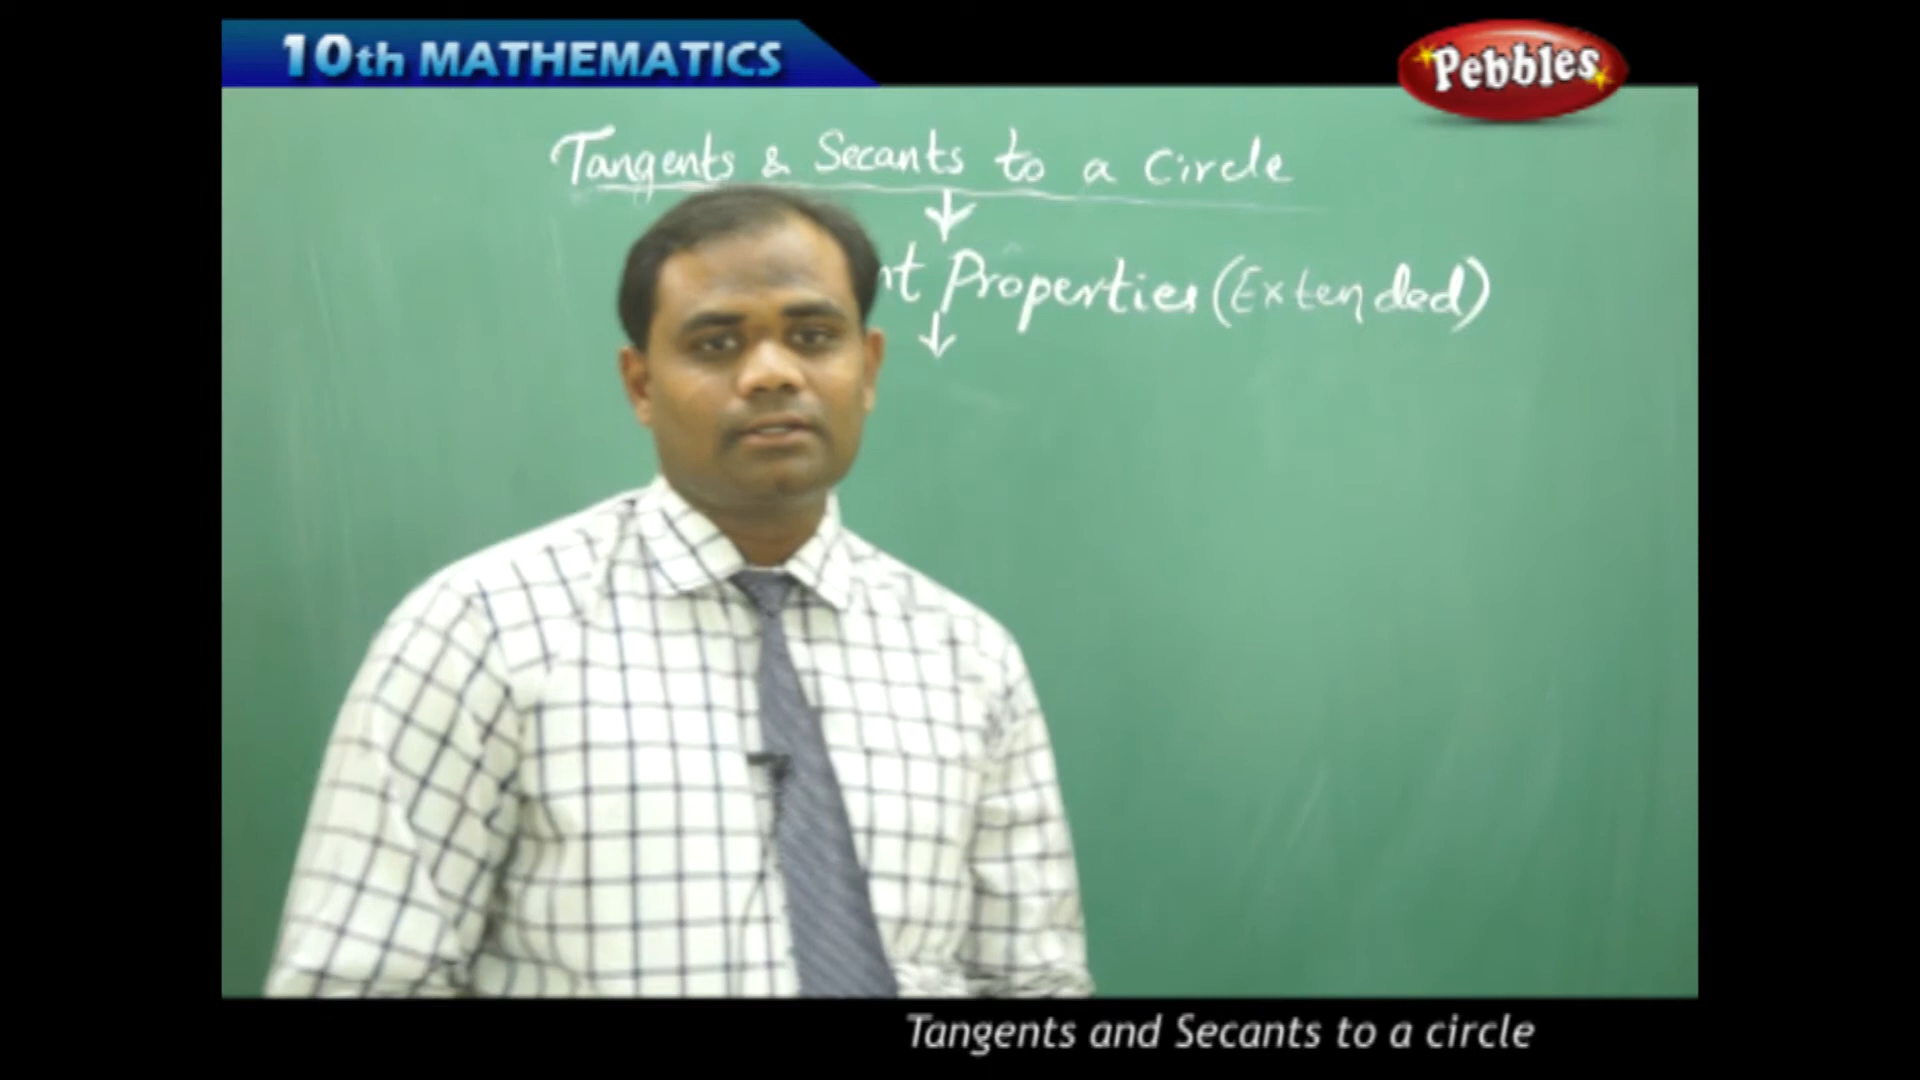 10th MATHEMATICS
Pebbles
Tangents & Secants to a Circle
Properties (Extended)
Tangents and Secants to a circle